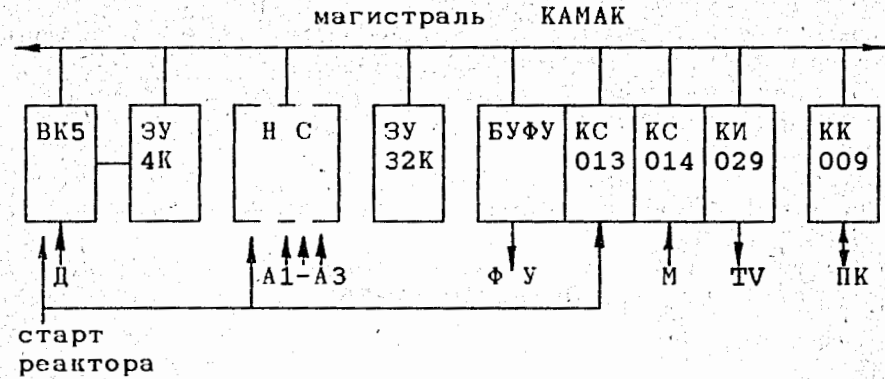 магистраль КАМАК
ВК5 ЗУ Н С ЗУ БУФУ КС КС КИ КК
4К 32К 013 014 029 009
Д А1-А3 Ф У М TV ПК
старт
реактора